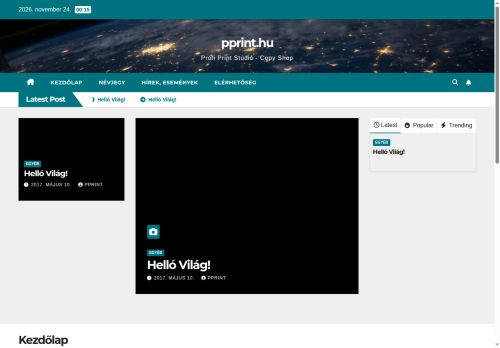 2026. november 24. 00:15
pprint.hu
Profi Print Stúdió - Copy Shop
KEZDŐLAP NÉVJEGY HÍREK, ESEMÉNYEK ELÉRHETŐSÉG
Latest Post Helló Világ! Helló Világ!
EGYÉB
Helló Világ!
2017. MÁJUS 10. PPRINT
EGYÉB
Helló Világ!
2017. MÁJUS 10. PPRINT
Latest Popular Trending
EGYÉB
Helló Világ!
Kezdőlap